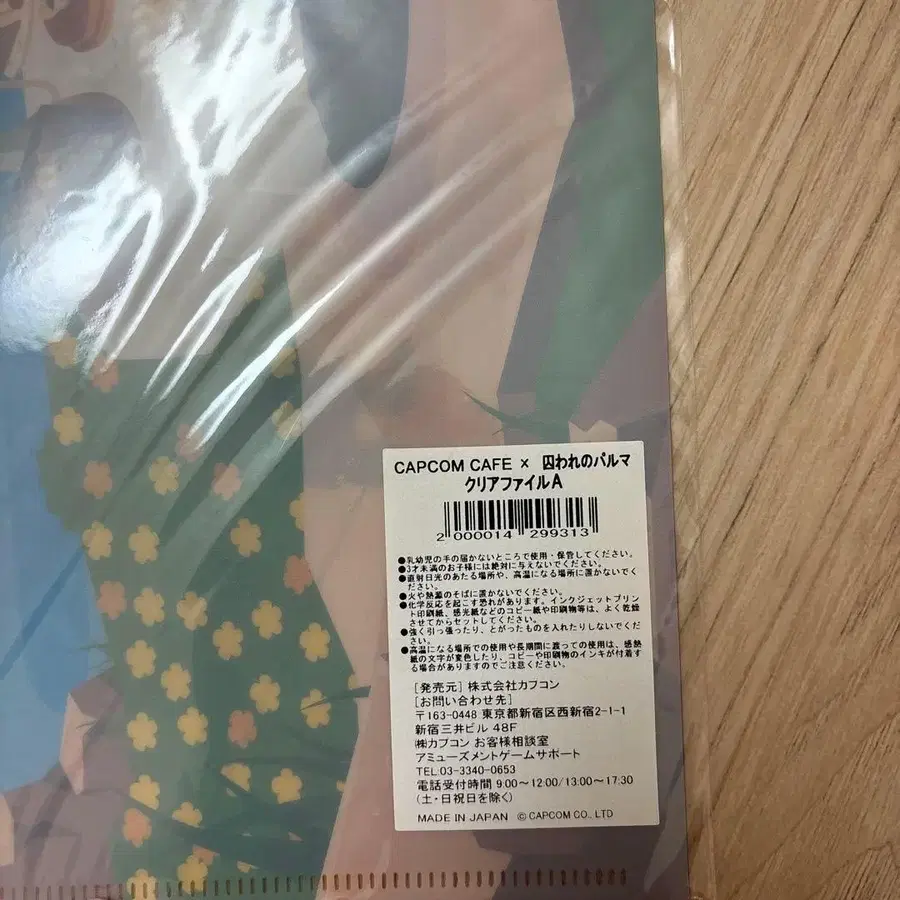 CAPCOM CAFE × 囚われのパルマ
クリアファイルA
2 000014 299313
●乳幼児の手の届かないところで使用・保管してください。
●3才未満のお子様には絶対に与えないでください。
●直射日光のあたる場所や、高温になる場所に置かないでく
ださい。
●火や熱源のそばに置かないでください。
●化学反応を起こす恐れがあります。インクジェットプリン
ト印刷紙、感光紙などのコピー紙や印刷物等は、よく乾燥
させてからセットしてください。
●強く引っ張ったり、とがったものを入れたりしないでくだ
さい。
●高温になる場所での使用や長期間に渡っての使用は、感熱
紙の文字が変色したり、コピーや印刷物のインキが付着す
る場合がありますのでご注意ください。
[発売元] 株式会社カプコン
[お問い合わせ先]
〒163-0448 東京都新宿区西新宿2-1-1
新宿三井ビル 48F
㈱カプコン お客様相談室
アミューズメントゲームサポート
TEL:03-3340-0653
電話受付時間 9:00～12:00/13:00～17:30
(土・日祝日を除く)
MADE IN JAPAN ©CAPCOM CO., LTD